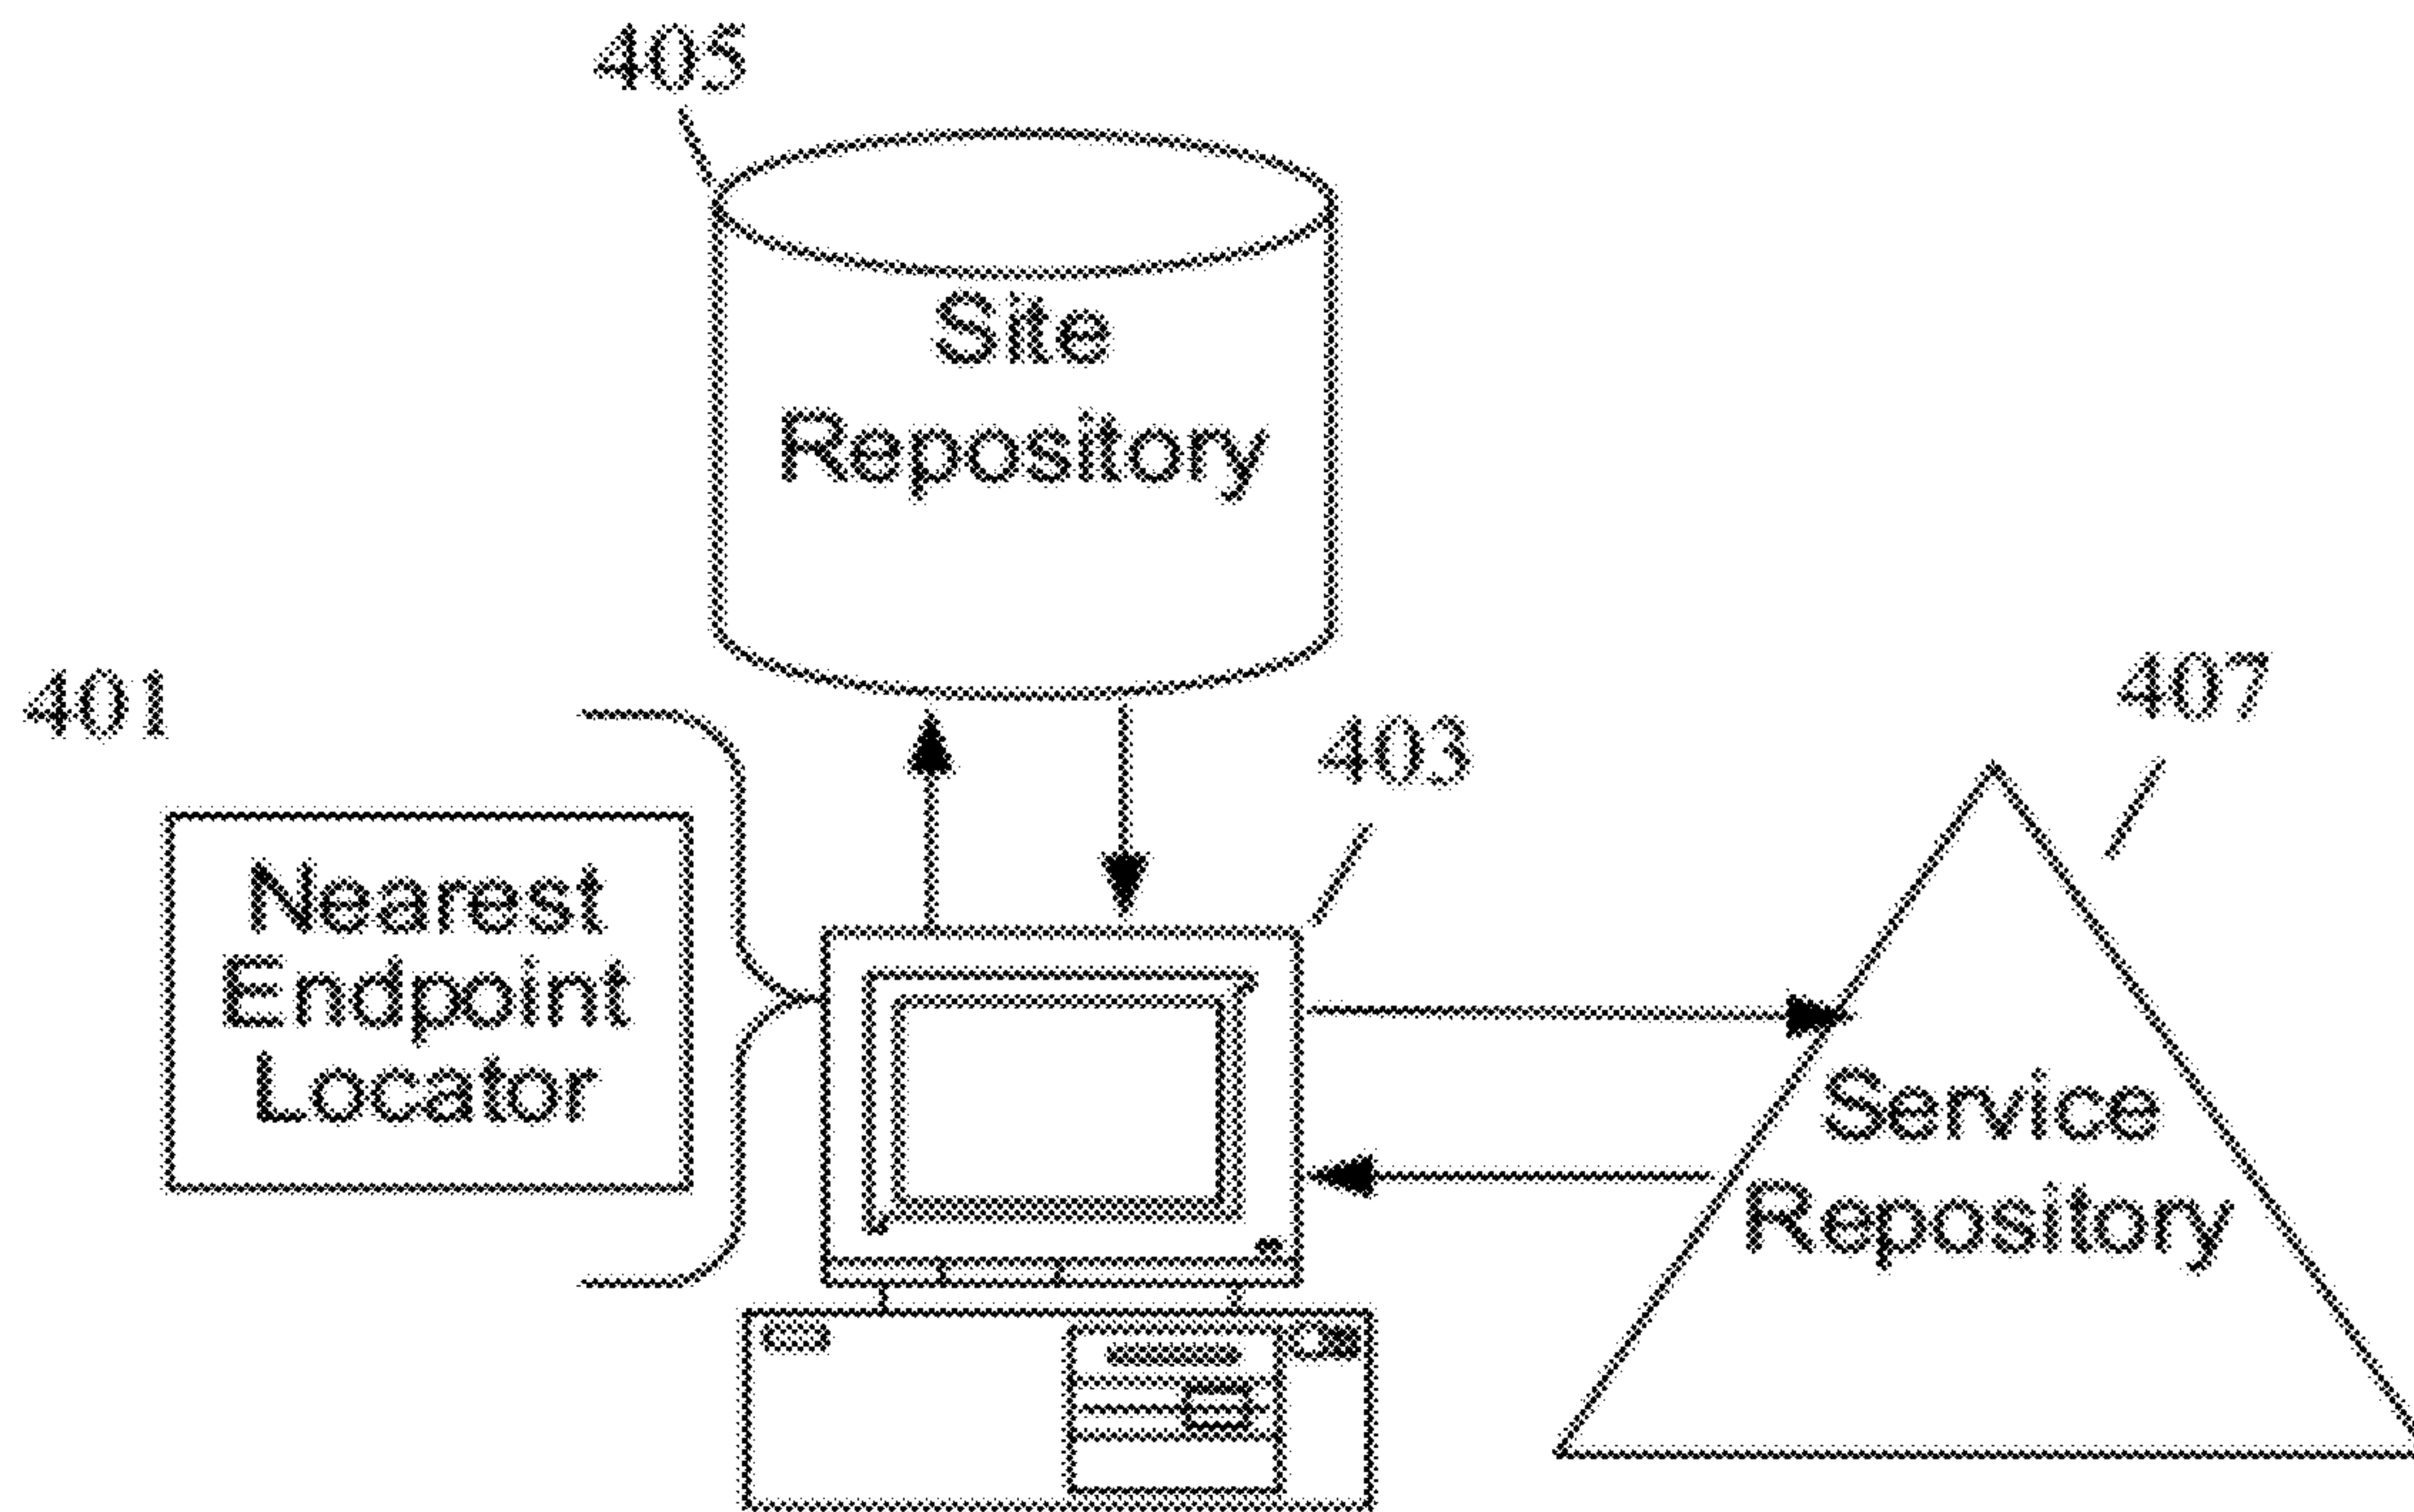 405
Site
Repository
401
403
407
Nearest
Endpoint
Locator
Service
Repository